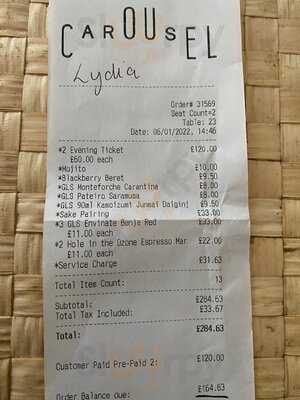 CAROUSEL
Lydia
Order# 31569
Seat Count=2
Table: 23
Date: 06/01/2022, 14:46
*2 Evening Ticket £120.00
£60.00 each
*Mojito £10.00
*Blackberry Beret £9.50
*GLS Monteforche Carantina £8.00
*GLS Pateiro Saramusa £8.00
*GLS 90ml Kamoizumi Junmai Daiginj £9.50
*Sake Pairing £33.00
*3 GLS Envinate Benje Red £33.00
£11.00 each
*2 Hole in the Ozone Espresso Mar £22.00
£11.00 each
*Service Charge £31.63
Total Item Count: 13
Subtotal: £284.63
Total Tax Included: £33.67
Total: £284.63
Customer Paid Pre-Paid 2: £120.00
Order Balance due: £164.63